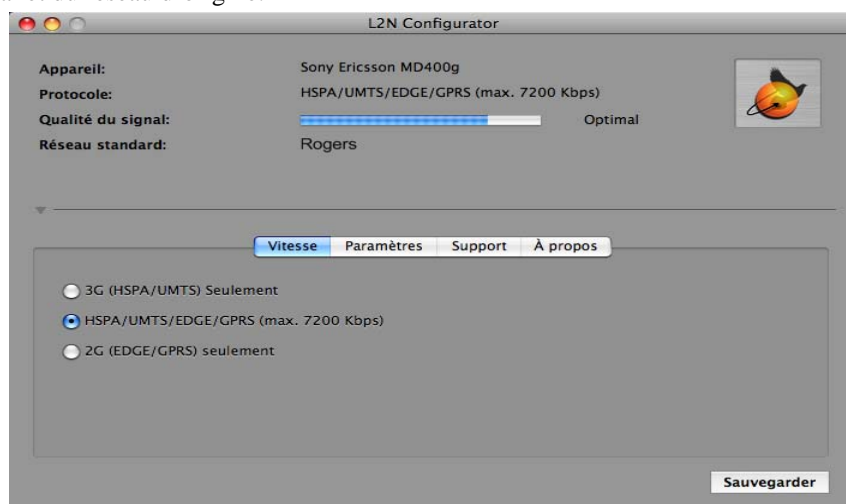 L2N Configurator
Appareil: Sony Ericsson MD400g
Protocole: HSPA/UMTS/EDGE/GPRS (max. 7200 Kbps)
Qualité du signal: Optimal
Réseau standard: Rogers
Vitesse Paramètres Support À propos
3G (HSPA/UMTS) Seulement
HSPA/UMTS/EDGE/GPRS (max. 7200 Kbps)
2G (EDGE/GPRS) seulement
Sauvegarder